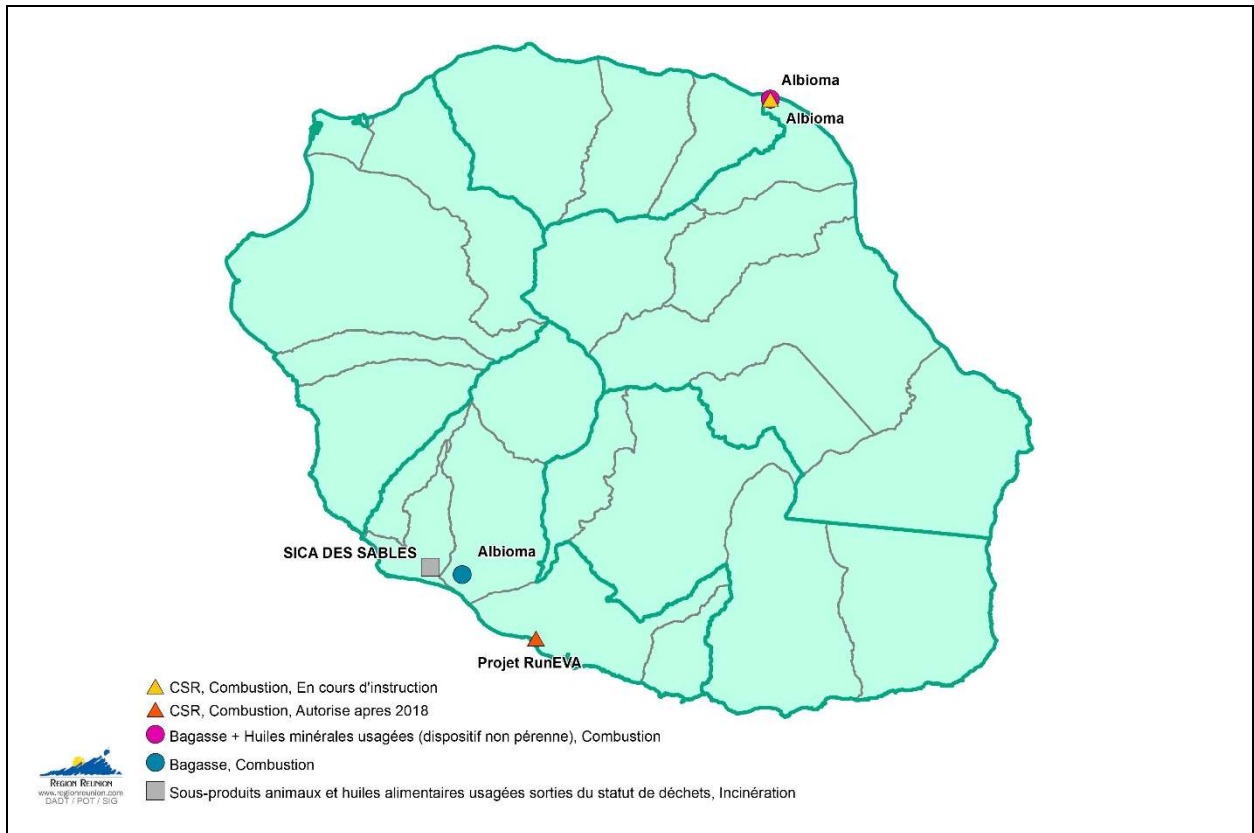 Albioma
Albioma
SICA DES SABLES
Albioma
Projet RunEVA
CSR, Combustion, En cours d'instruction
CSR, Combustion, Autorise apres 2018
Bagasse + Huiles minérales usagées (dispositif non pérenne), Combustion
Bagasse, Combustion
Sous-produits animaux et huiles alimentaires usagées sorties du statut de déchets, Incinération
REGION REUNION
www.regionreunion.com
DADT / POT / SIG